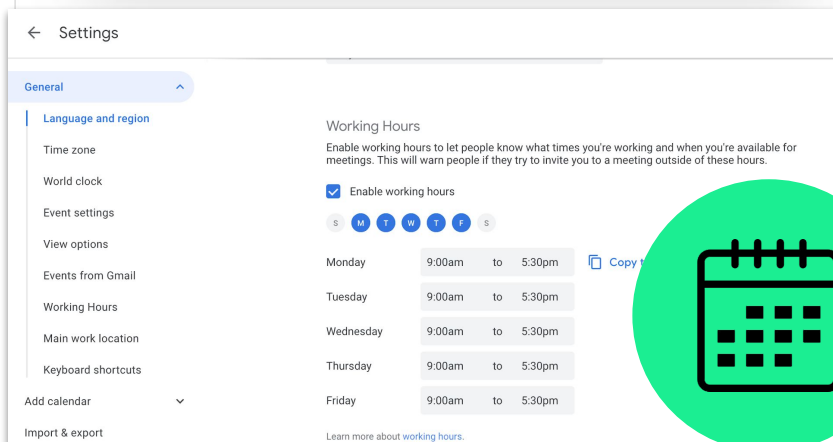 Settings
General
Language and region
Time zone
World clock
Event settings
View options
Events from Gmail
Working Hours
Main work location
Keyboard shortcuts
Add calendar
Import & export
Working Hours
Enable working hours to let people know what times you're working and when you're available for
meetings. This will warn people if they try to invite you to a meeting outside of these hours.
Enable working hours
S M T W T F S
Monday 9:00am to 5:30pm Copy
Tuesday 9:00am to 5:30pm
Wednesday 9:00am to 5:30pm
Thursday 9:00am to 5:30pm
Friday 9:00am to 5:30pm
Learn more about working hours.